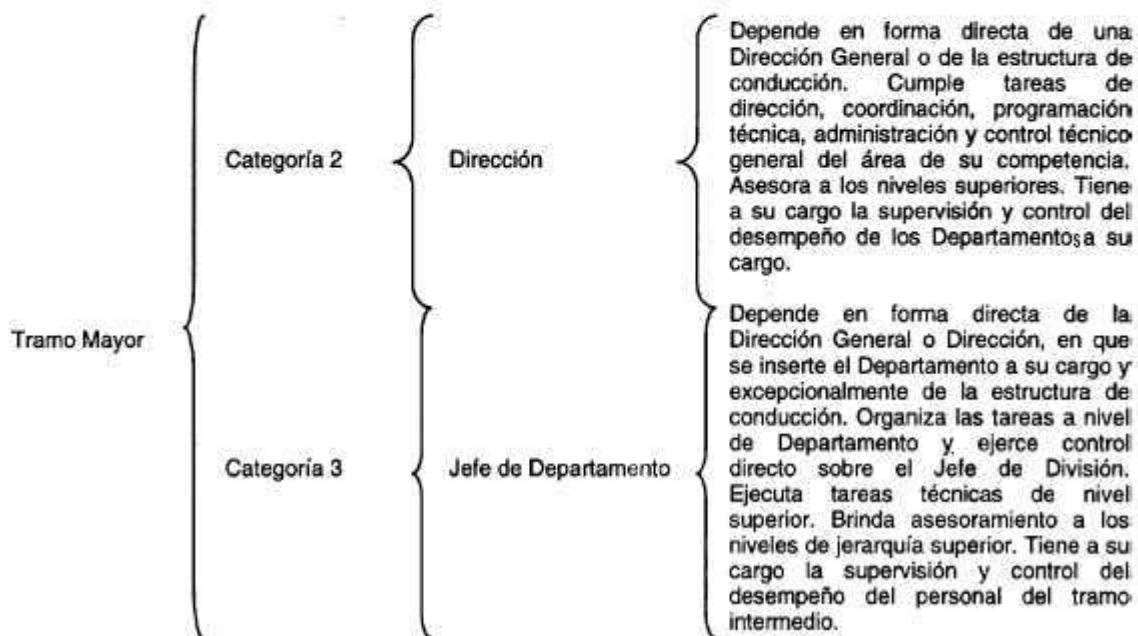 Tramo Mayor
Categoría 2
Dirección
Depende en forma directa de una
Dirección General o de la estructura de
conducción. Cumple tareas de
dirección, coordinación, programación
técnica, administración y control técnico
general del área de su competencia.
Asesora a los niveles superiores. Tiene
a su cargo la supervisión y control del
desempeño de los Departamentos a su
cargo.
Categoría 3
Jefe de Departamento
Depende en forma directa de la
Dirección General o Dirección, en que
se inserte el Departamento a su cargo y
excepcionalmente de la estructura de
conducción. Organiza las tareas a nivel
de Departamento y ejerce control
directo sobre el Jefe de División.
Ejecuta tareas técnicas de nivel
superior. Brinda asesoramiento a los
niveles de jerarquía superior. Tiene a su
cargo la supervisión y control del
desempeño del personal del tramo
intermedio.